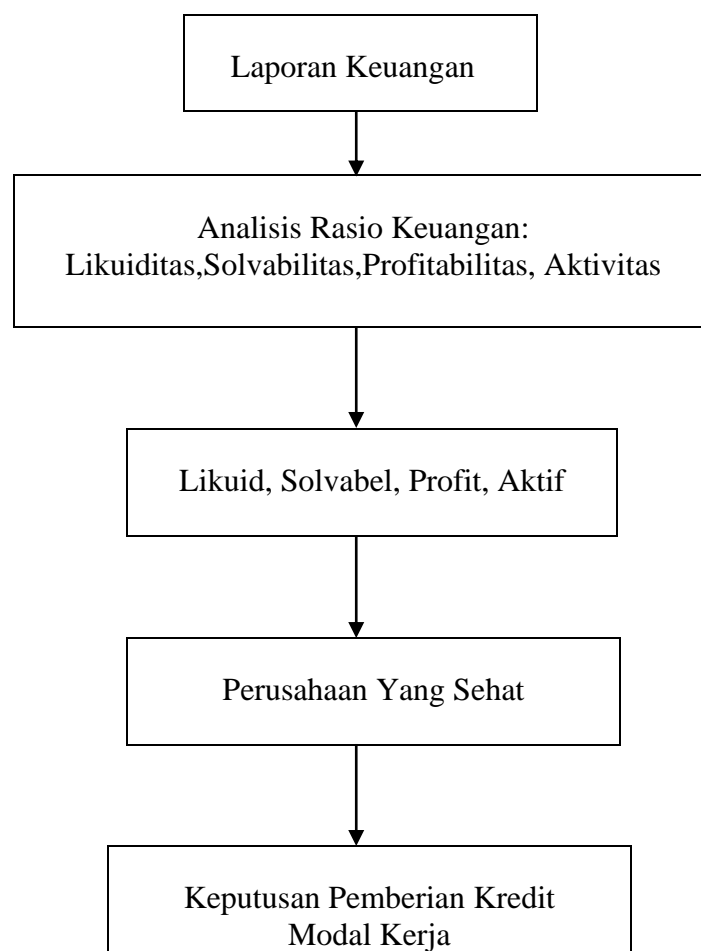 Laporan Keuangan
Analisis Rasio Keuangan:
Likuiditas,Solvabilitas,Profitabilitas, Aktivitas
Likuid, Solvabel, Profit, Aktif
Perusahaan Yang Sehat
Keputusan Pemberian Kredit
Modal Kerja